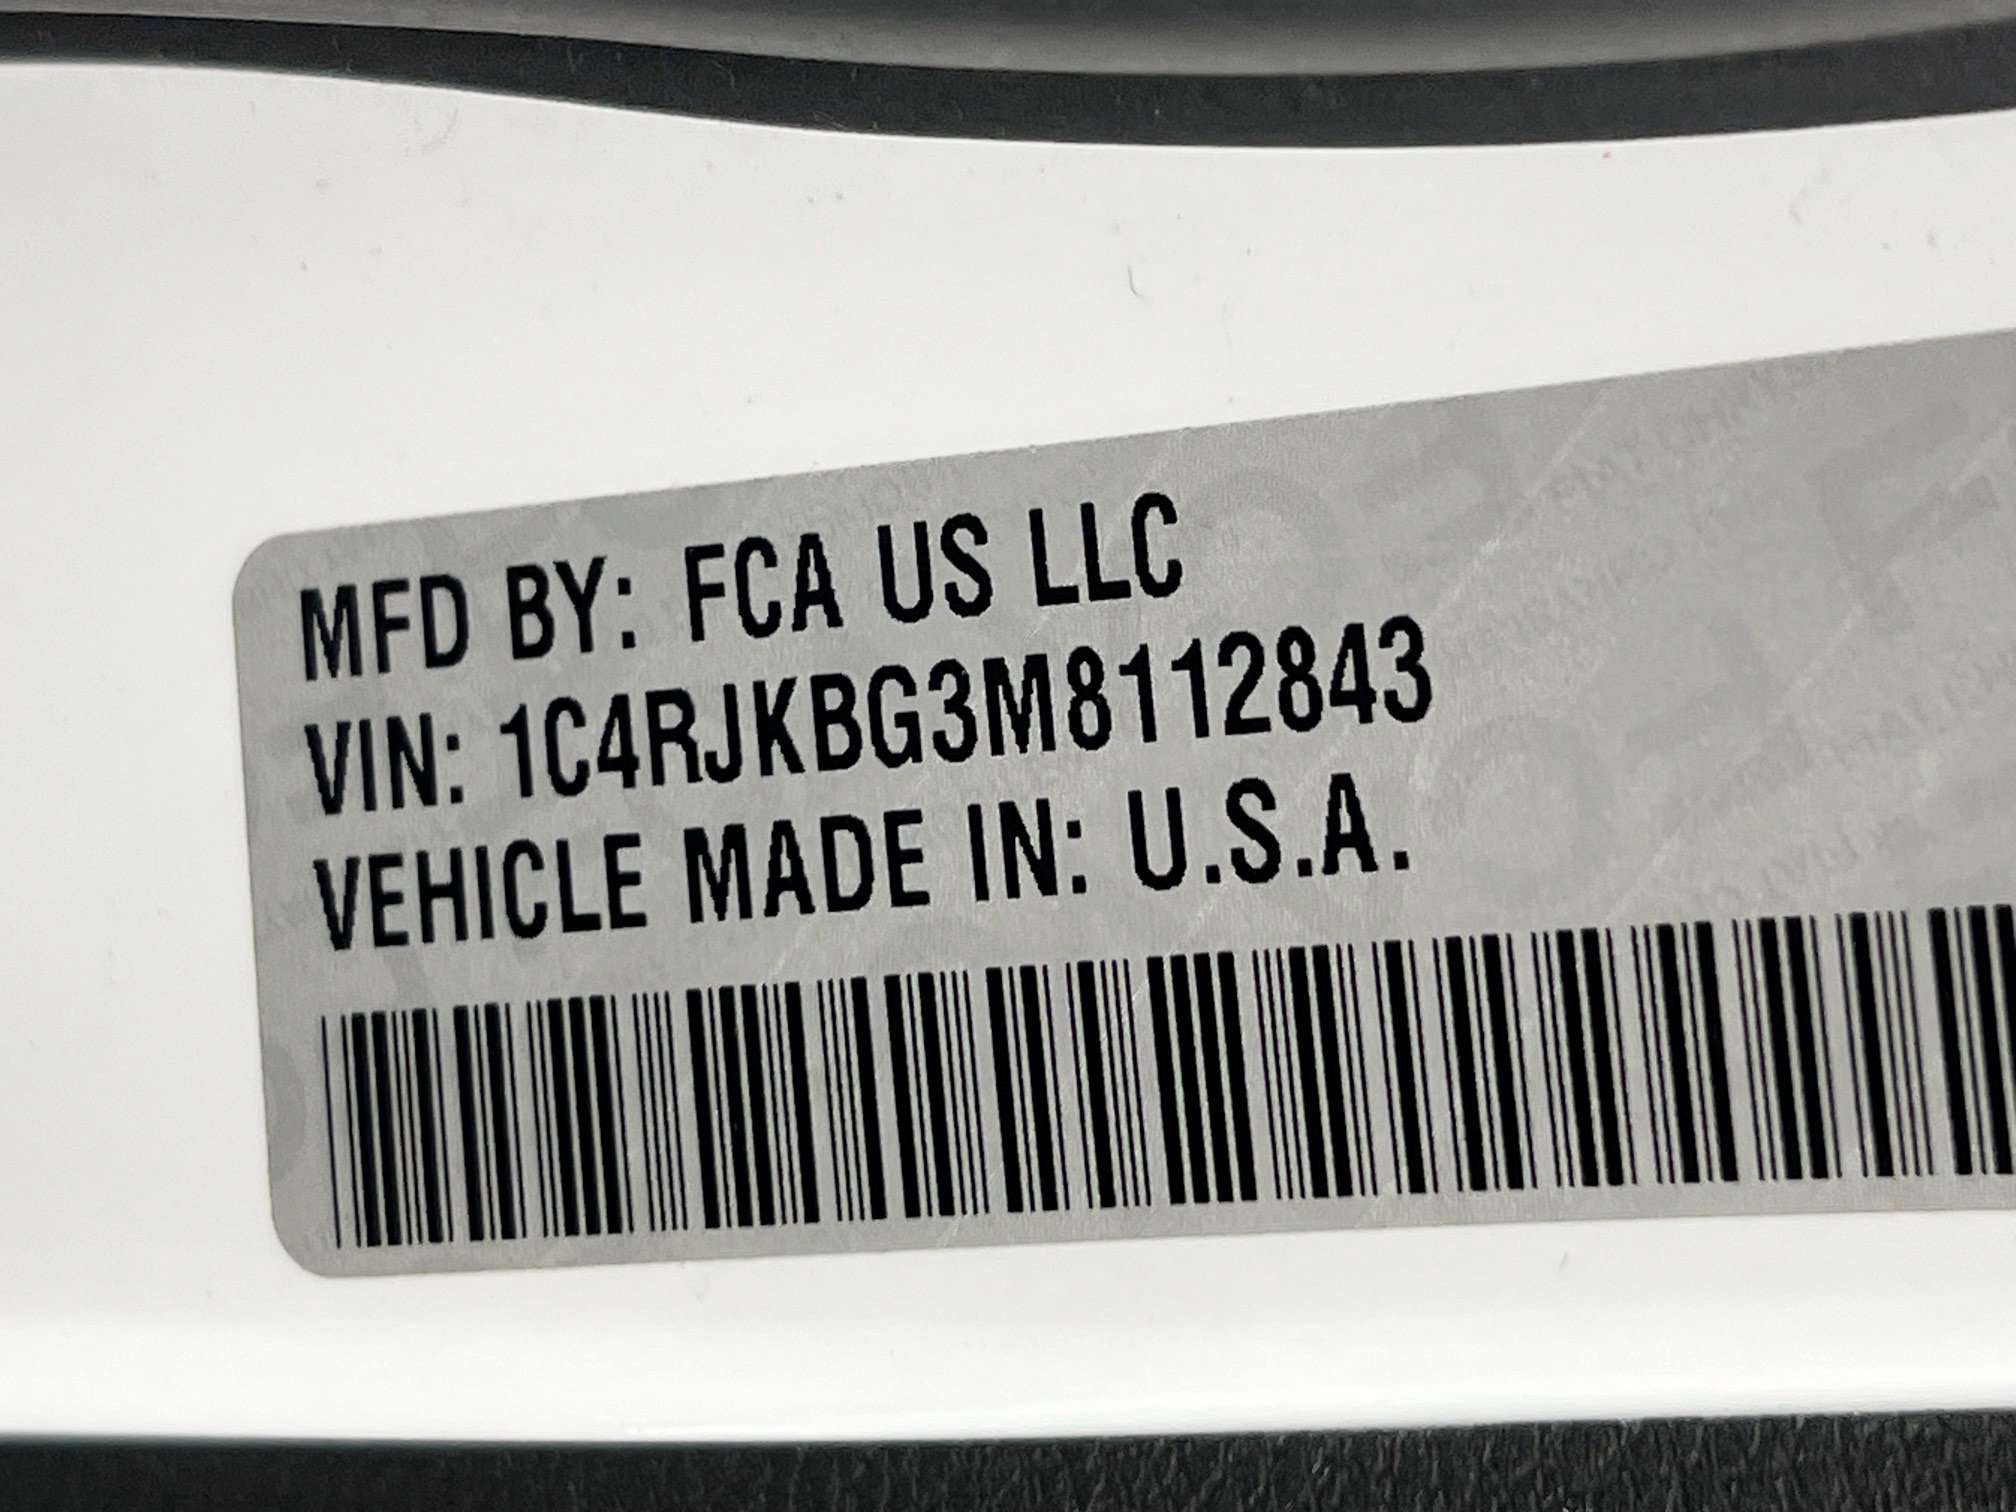 MFD BY: FCA US LLC
VIN: 1C4RJKBG3M8112843
VEHICLE MADE IN: U.S.A.